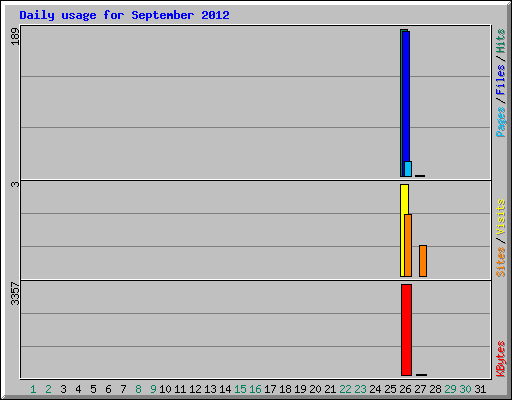 Daily usage for September 2012
189
3
3357
Pages / Files / Hits
Sites / Visits
KBytes
1 2 3 4 5 6 7 8 9 10 11 12 13 14 15 16 17 18 19 20 21 22 23 24 25 26 27 28 29 30 31